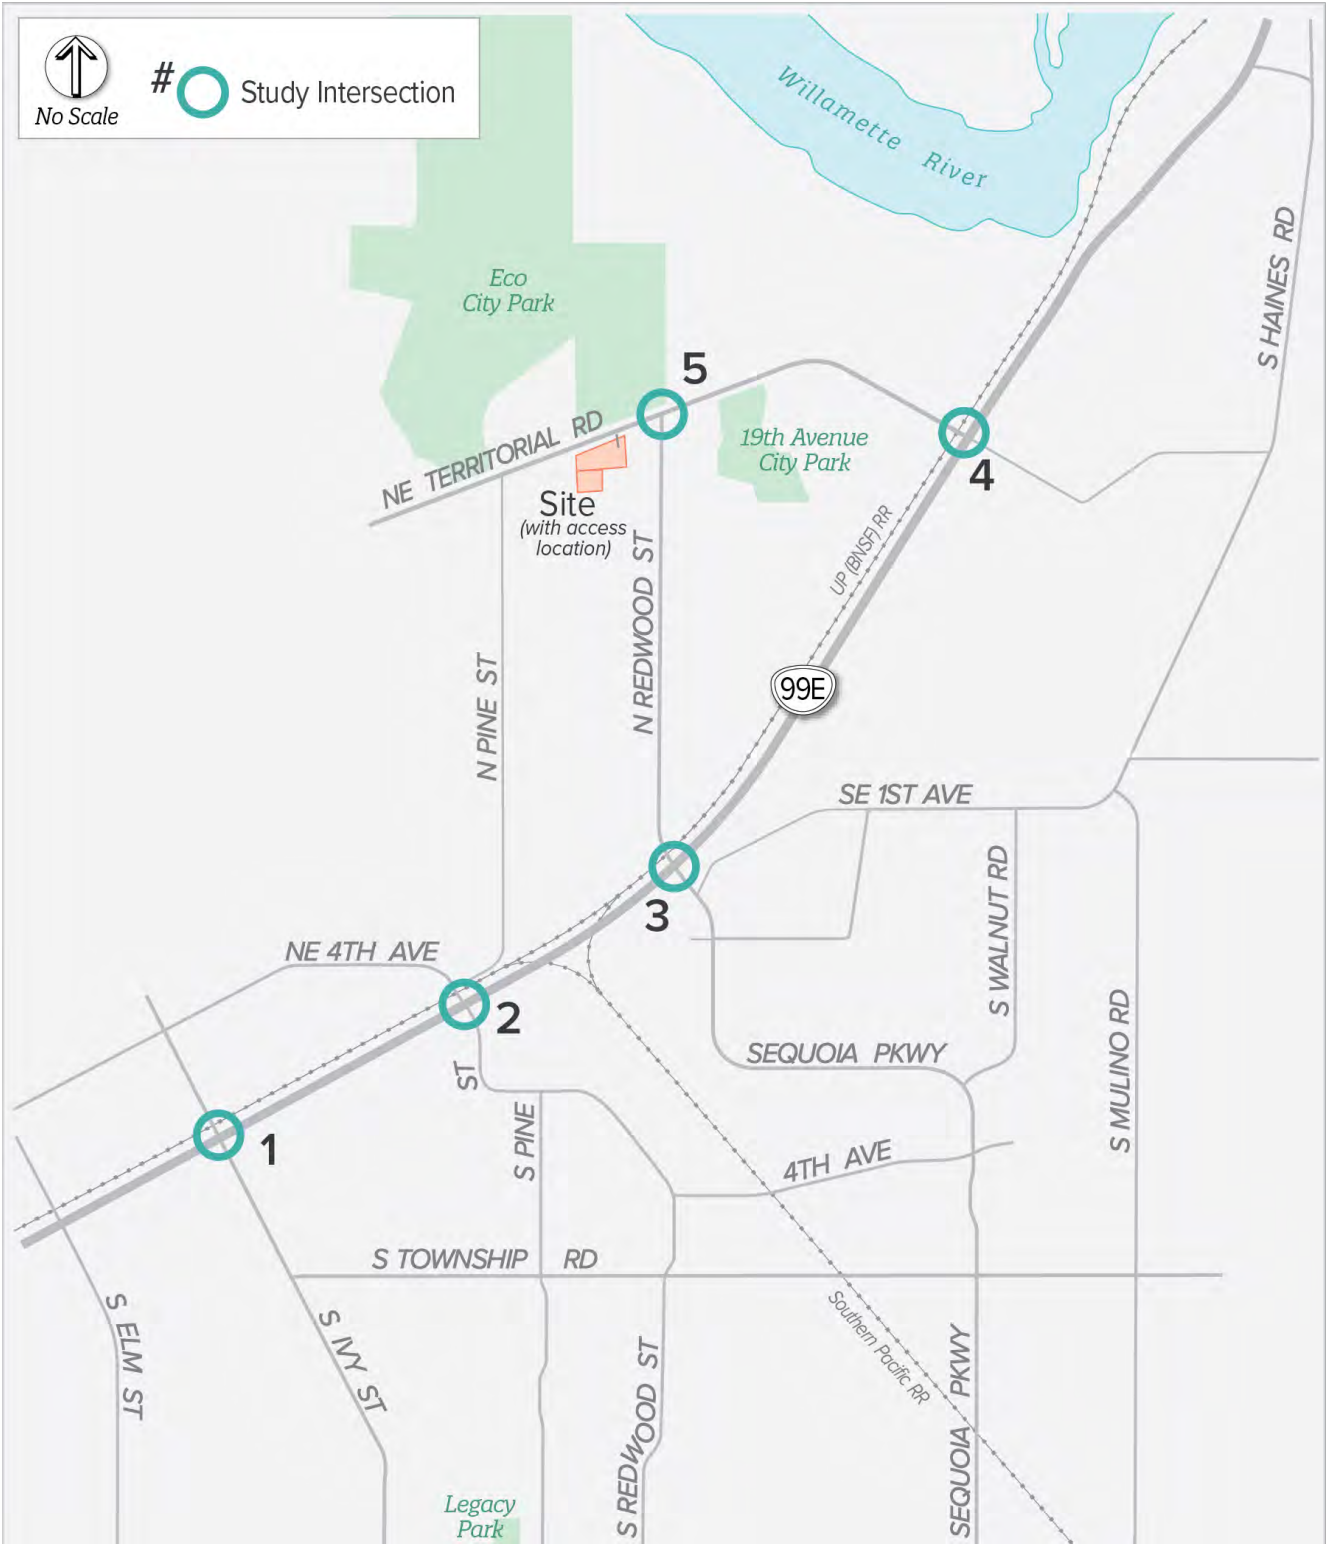 #
Study Intersection
No Scale
Willamette River
S HAINES RD
Eco
City Park
5
NE TERRITORIAL RD
19th Avenue
City Park
4
Site
(with access
location)
N REDWOOD ST
UP (BNSF) RR
N PINE ST
99E
SE 1ST AVE
3
S WALNUT RD
NE 4TH AVE
2
S MULINO RD
SEQUOIA PKWY
ST
S PINE
1
4TH AVE
S TOWNSHIP RD
S ELM ST
S IVY ST
Southern Pacific RR
S REDWOOD ST
SEQUOIA PKWY
Legacy
Park